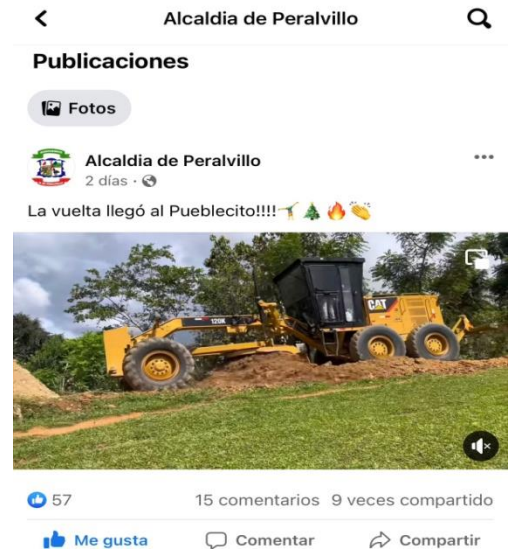 Alcaldia de Peralvillo
Publicaciones
Fotos
Alcaldia de Peralvillo
2 días ·
La vuelta llegó al Pueblecito!!!!
120K
CAT
57
15 comentarios 9 veces compartido
Me gusta
Comentar
Compartir